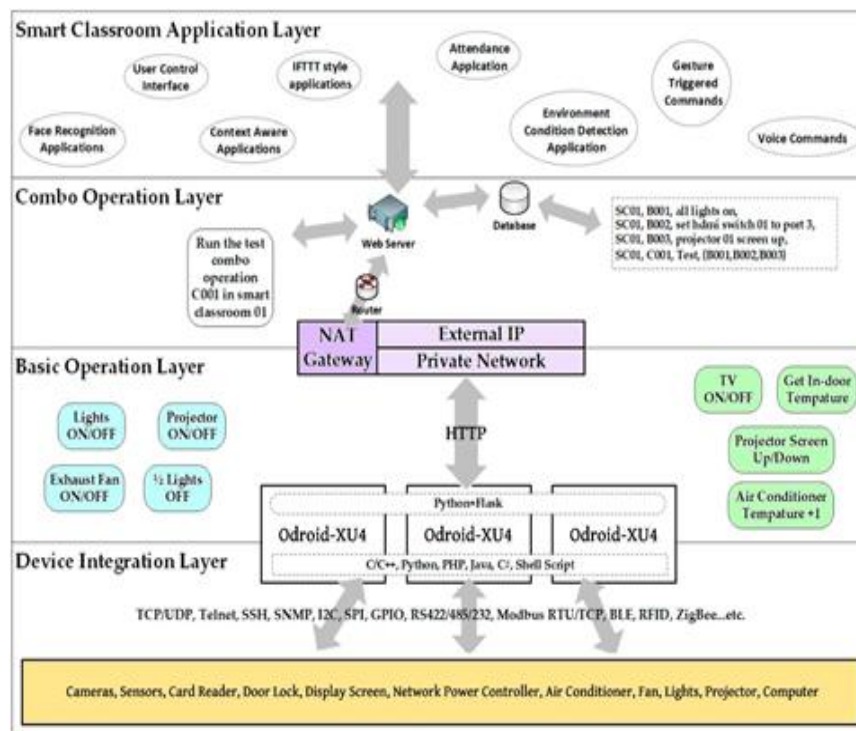 Smart Classroom Application Layer
User Control
Interface
IFTTT style
applications
Attendance
Application
Gesture
Triggered
Commands
Face Recognition
Applications
Context Aware
Applications
Environment
Condition Detection
Application
Voice Commands
Combo Operation Layer
Run the test
combo
operation
C001 in smart
classroom 01
Web Server
Database
SC01, B001, all lights on,
SC01, B002, set hdmi switch 01 to port 3,
SC01, B003, projector 01 screen up,
SC01, C001, Test, {B001,B002,B003}
Router
NAT
Gateway
External IP
Private Network
Basic Operation Layer
Lights
ON/OFF
Projector
ON/OFF
Exhaust Fan
ON/OFF
½ Lights
OFF
HTTP
TV
ON/OFF
Get In-door
Tempature
Projector Screen
Up/Down
Air Conditioner
Tempature +1
Python+Flask
Odroid-XU4
Odroid-XU4
Odroid-XU4
Device Integration Layer
C/C++, Python, PHP, Java, C#, Shell Script
TCP/UDP, Telnet, SSH, SNMP, I2C, SPI, GPIO, RS422/485/232, Modbus RTU/TCP, BLE, RFID, ZigBee...etc.
Cameras, Sensors, Card Reader, Door Lock, Display Screen, Network Power Controller, Air Conditioner, Fan, Lights, Projector, Computer